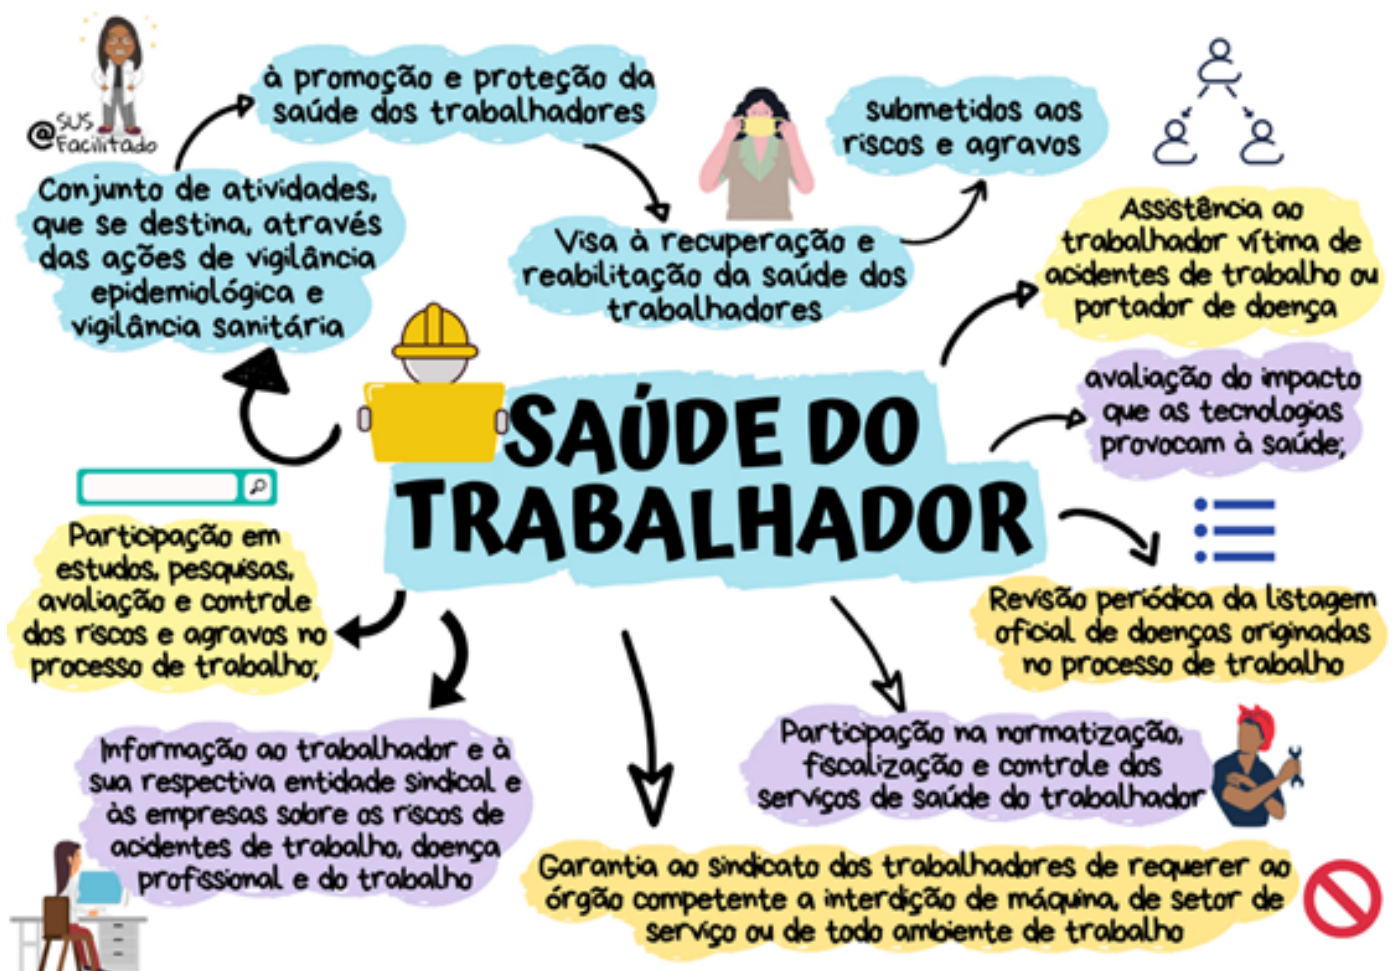 @SUS
Facilitado
à promoção e proteção da
saúde dos trabalhadores
submetidos aos
riscos e agravos
Conjunto de atividades,
que se destina, através
das ações de vigilância
epidemiológica e
vigilância sanitária
Visa à recuperação e
reabilitação da saúde dos
trabalhadores
Assistência ao
trabalhador vítima de
acidentes de trabalho ou
portador de doença
SAÚDE DO
TRABALHADOR
avaliação do impacto
que as tecnologias
provocam à saúde;
Participação em
estudos, pesquisas,
avaliação e controle
dos riscos e agravos no
processo de trabalho;
Revisão periódica da listagem
oficial de doenças originadas
no processo de trabalho
Informação ao trabalhador e à
sua respectiva entidade sindical e
às empresas sobre os riscos de
acidentes de trabalho, doença
profissional e do trabalho
Participação na normatização,
fiscalização e controle dos
serviços de saúde do trabalhador
Garantia ao sindicato dos trabalhadores de requerer ao
órgão competente a interdição de máquina, de setor de
serviço ou de todo ambiente de trabalho